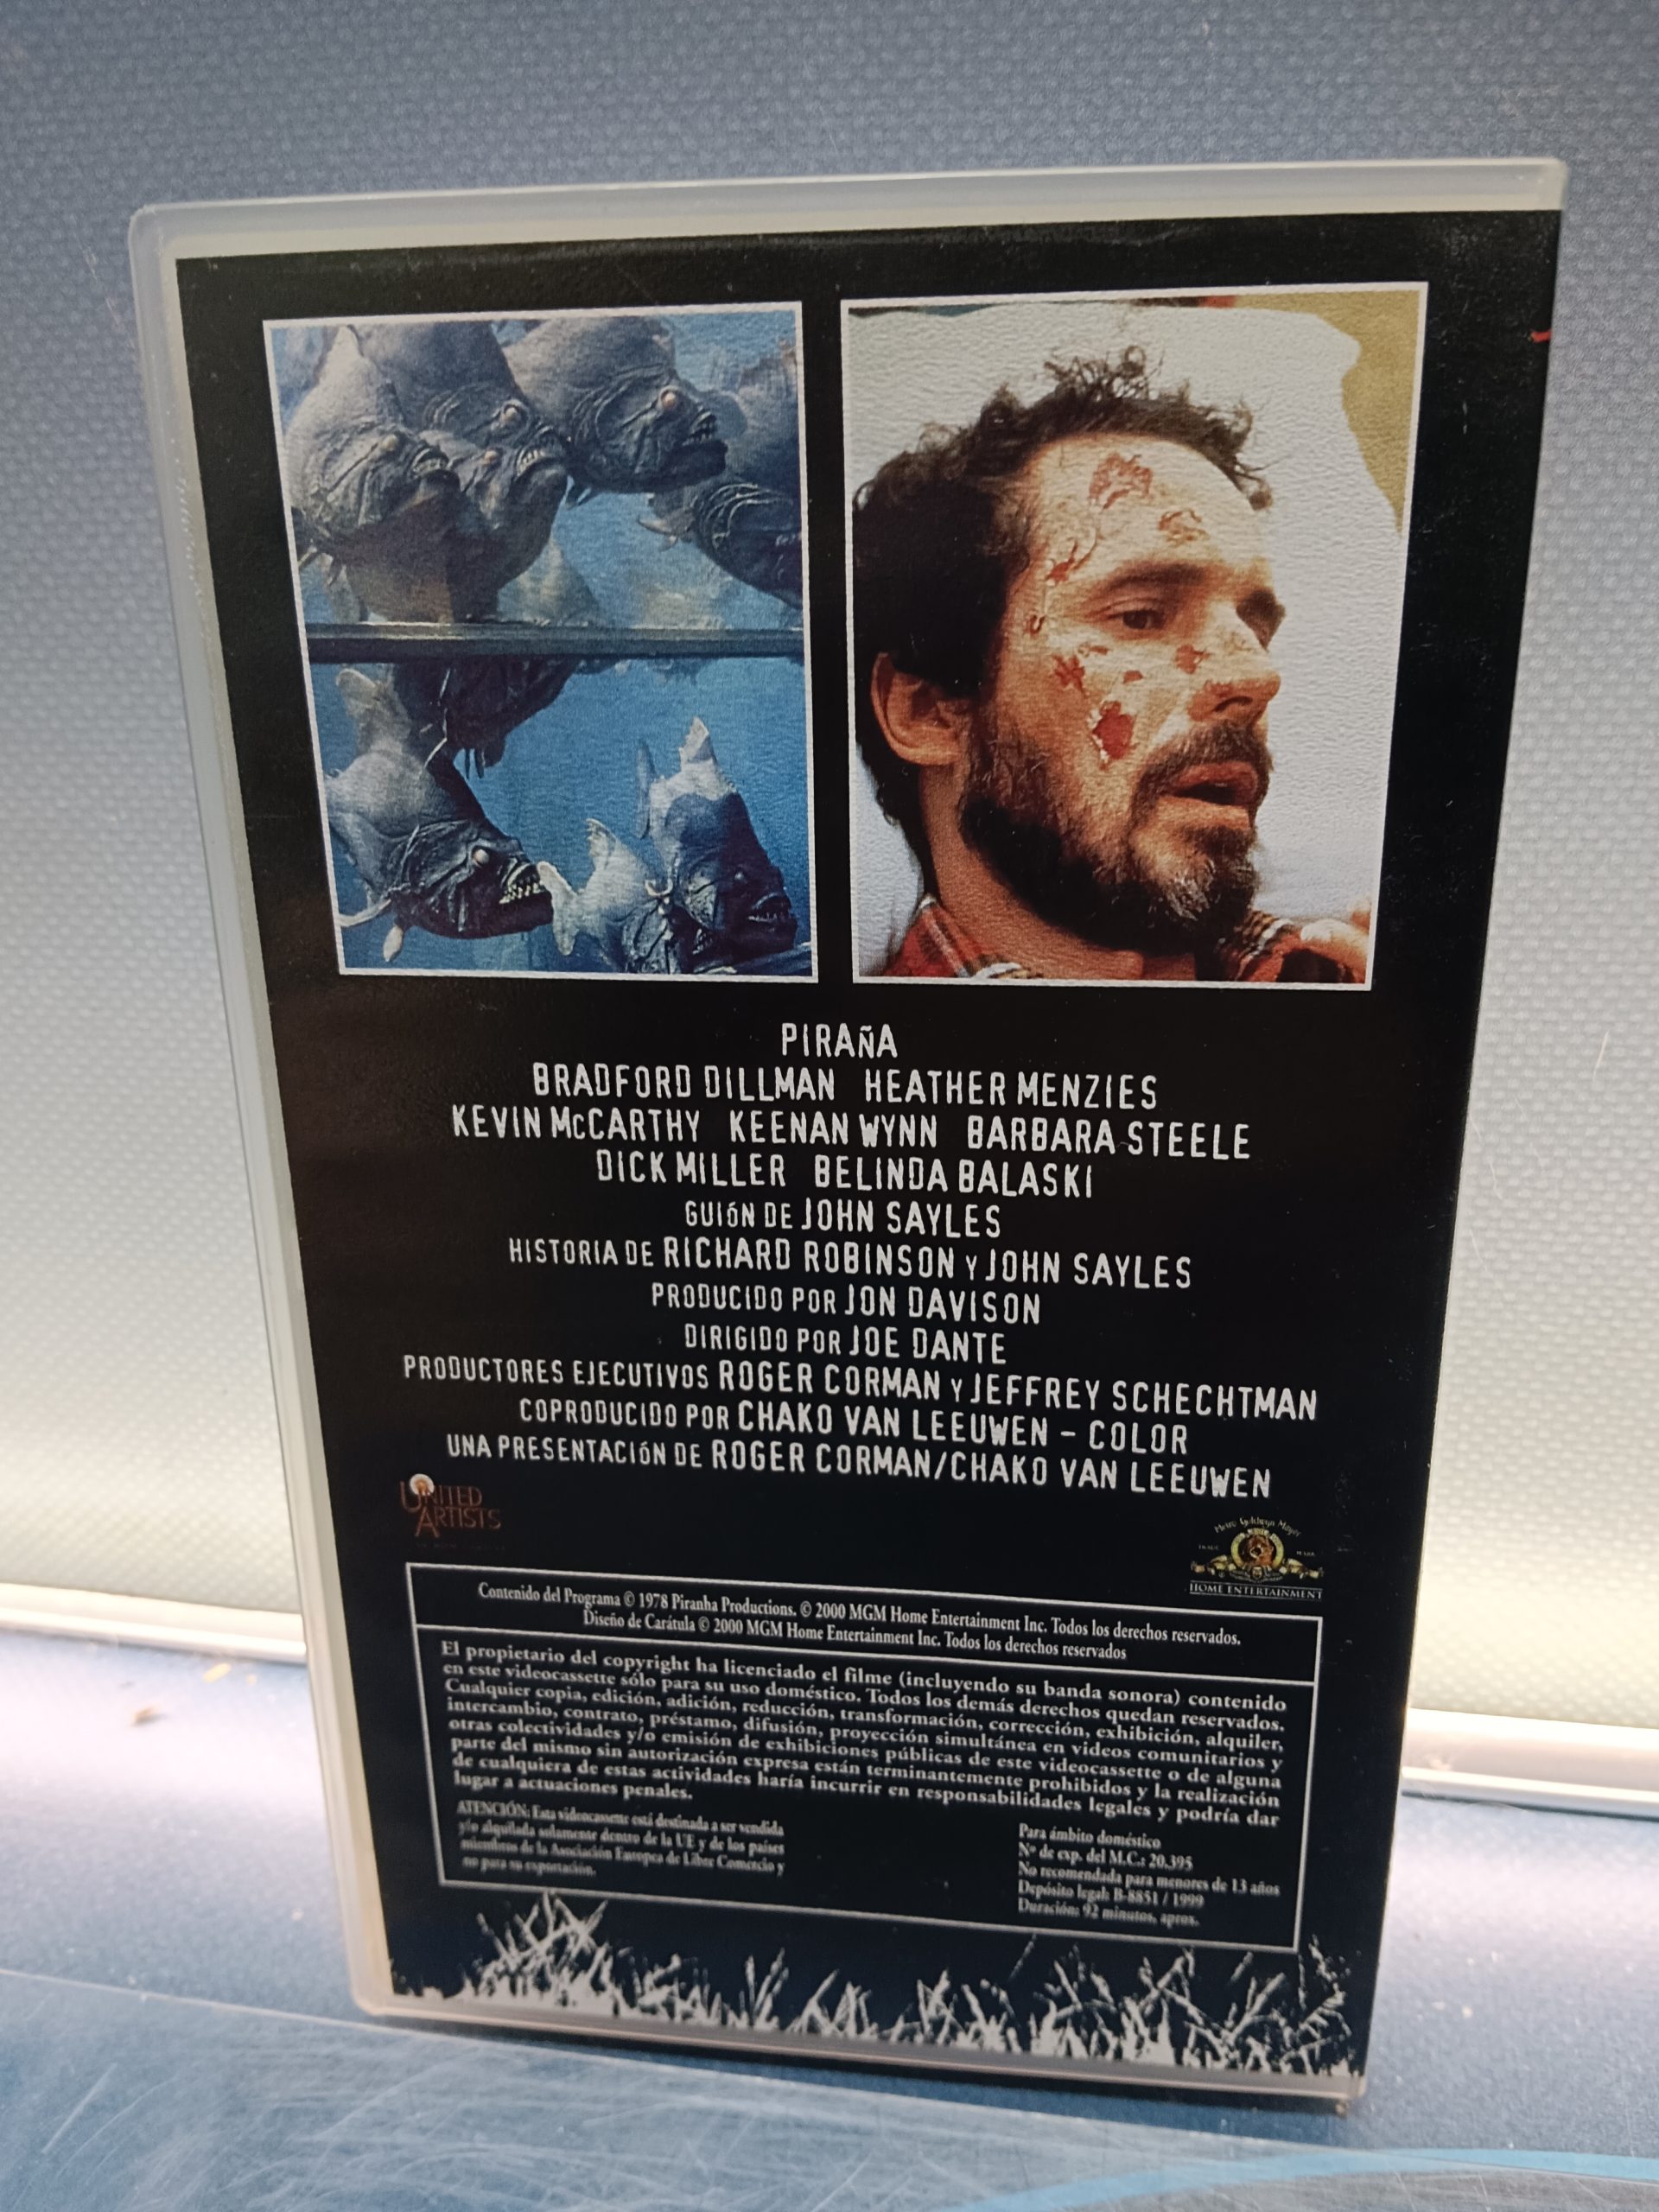 PIRAñA
BRADFORD DILLMAN HEATHER MENZIES
KEVIN McCARTHY KEENAN WYNN BARBARA STEELE
DICK MILLER BELINDA BALASKI
GUIóN DE JOHN SAYLES
HISTORIA DE RICHARD ROBINSON Y JOHN SAYLES
PRODUCIDO POR JON DAVISON
DIRIGIDO POR JOE DANTE
PRODUCTORES EJECUTIVOS ROGER CORMAN Y JEFFREY SCHECHTMAN
COPRODUCIDO POR CHAKO VAN LEEUWEN - COLOR
UNA PRESENTACIóN DE ROGER CORMAN/CHAKO VAN LEEUWEN
UNITED
ARTISTS
Metro Goldwyn Mayer
TRADE MARK
HOME ENTERTAINMENT
Contenido del Programa © 1978 Piranha Productions. © 2000 MGM Home Entertainment Inc. Todos los derechos reservados.
Diseño de Carátula © 2000 MGM Home Entertainment Inc. Todos los derechos reservados
El propietario del copyright ha licenciado el filme (incluyendo su banda sonora) contenido
en este videocassette sólo para su uso doméstico. Todos los demás derechos quedan reservados.
Cualquier copia, edición, adición, reducción, transformación, corrección, exhibición, alquiler,
intercambio, contrato, préstamo, difusión, proyección simultánea en videos comunitarios y
otras colectividades y/o emisión de exhibiciones públicas de este videocassette o de alguna
parte del mismo sin autorización expresa están terminantemente prohibidos y la realización
de cualquiera de estas actividades haría incurrir en responsabilidades legales y podría dar
lugar a actuaciones penales.
ATENCIÓN: Esta videocassette está destinada a ser vendida
y/o alquilada solamente dentro de la UE y de los países
miembros de la Asociación Europea de Libre Comercio y
no para su exportación.
Para ámbito doméstico
Nº de exp. del M.C.: 20.395
No recomendada para menores de 13 años
Depósito legal: B-8851 / 1999
Duración: 92 minutos, aprox.